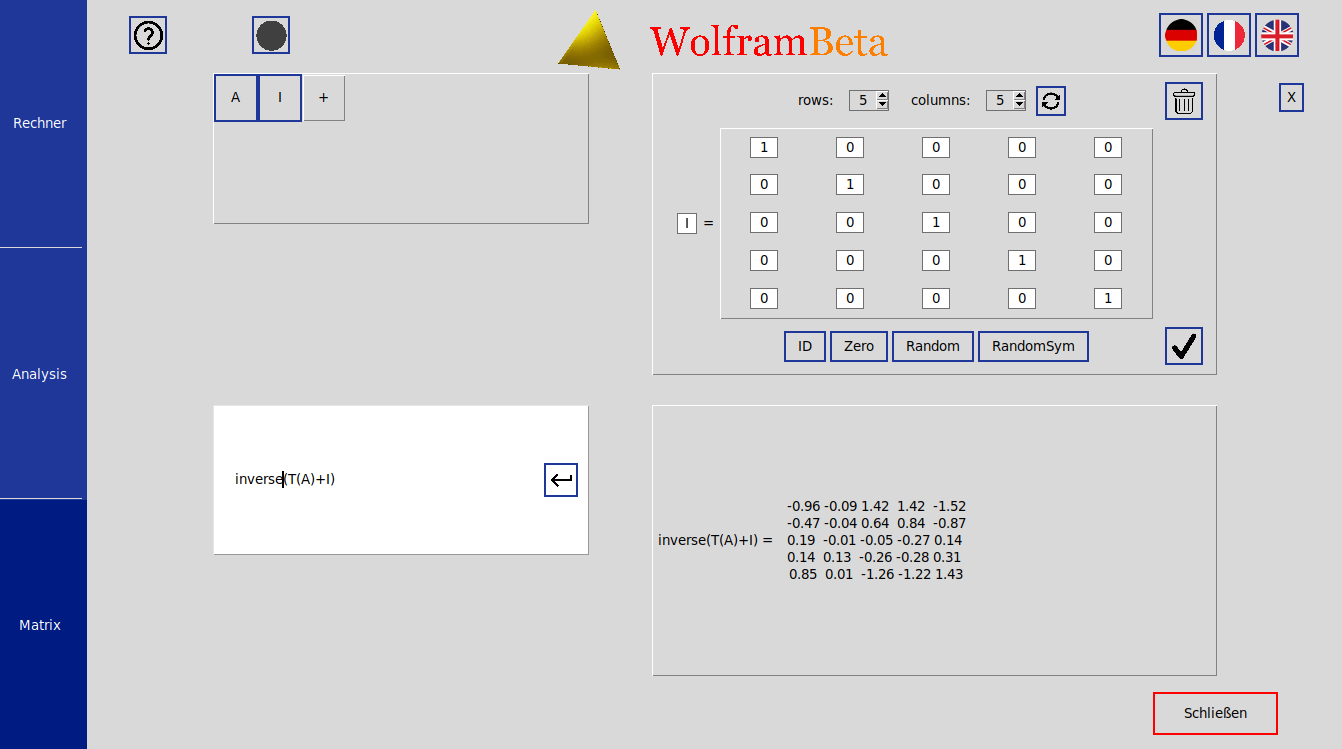 ?
WolframBeta
Rechner
Analysis
Matrix
A I +
rows: 5 columns: 5
X
1 0 0 0 0
0 1 0 0 0
I = 0 0 1 0 0
0 0 0 1 0
0 0 0 0 1
ID Zero Random RandomSym
inverse(T(A)+I)
-0.96 -0.09 1.42 1.42 -1.52
-0.47 -0.04 0.64 0.84 -0.87
inverse(T(A)+I) = 0.19 -0.01 -0.05 -0.27 0.14
0.14 0.13 -0.26 -0.28 0.31
0.85 0.01 -1.26 -1.22 1.43
Schließen